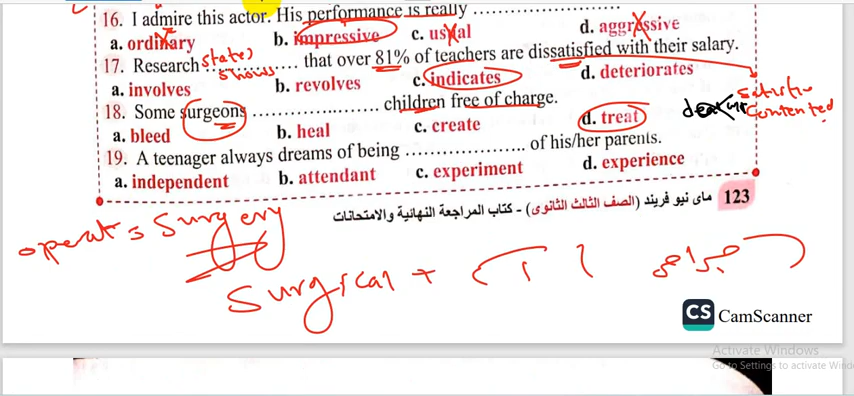 16. I admire this actor. His performance is really ........................
a. ordinary b. impressive c. usual d. aggressive
states
17. Research .................. that over 81% of teachers are dissatisfied with their salary.
shows
a. involves b. revolves c. indicates d. deteriorates
18. Some surgeons ........................ children free of charge.
contented
a. bleed b. heal c. create d. treat
19. A teenager always dreams of being ..................... of his/her parents.
a. independent b. attendant c. experiment d. experience
123 ماى نيو فريند (الصف الثالث الثانوى) - كتاب المراجعة النهائية والامتحانات
surgery
Surgical +
CS CamScanner
Activate Windows
Go to Settings to activate Wind